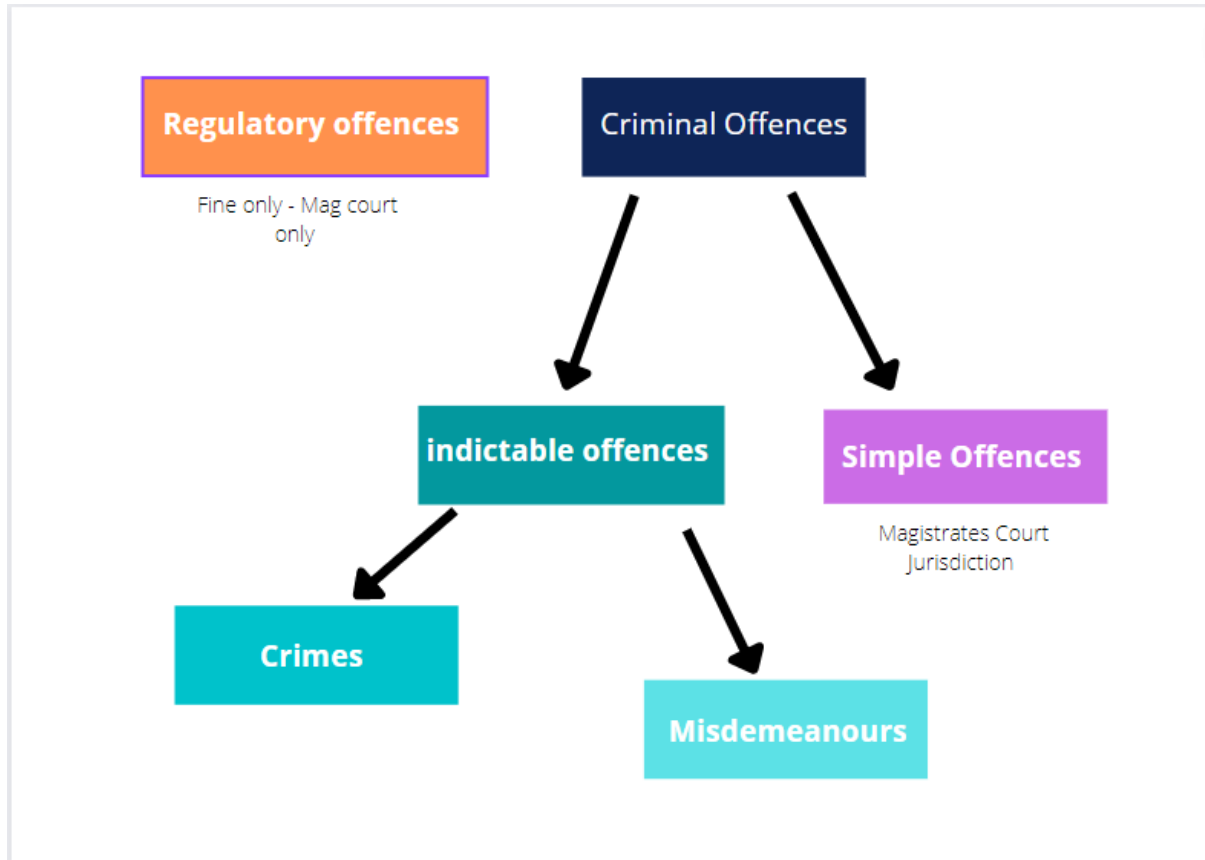 Regulatory offences
Criminal Offences
Fine only - Mag court
only
indictable offences
Simple Offences
Magistrates Court
Jurisdiction
Crimes
Misdemeanours